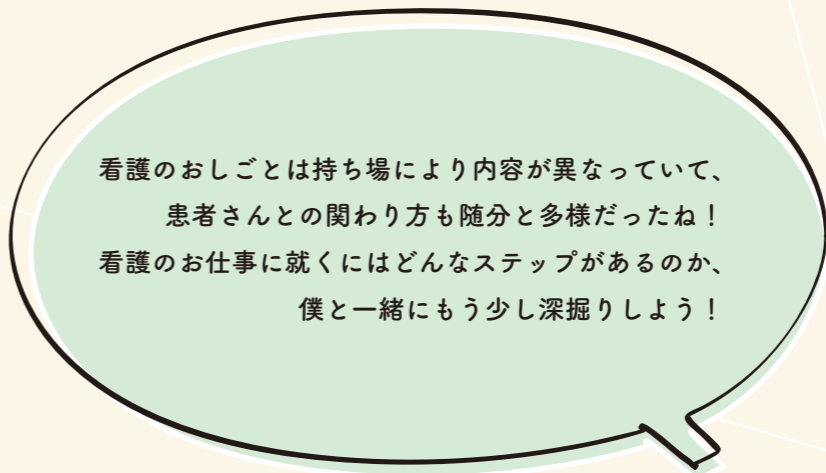 看護のおしごとは持ち場により内容が異なっていて、
患者さんとの関わり方も随分と多様だったね！
看護のお仕事に就くにはどんなステップがあるのか、
僕と一緒にもう少し深掘りしよう！